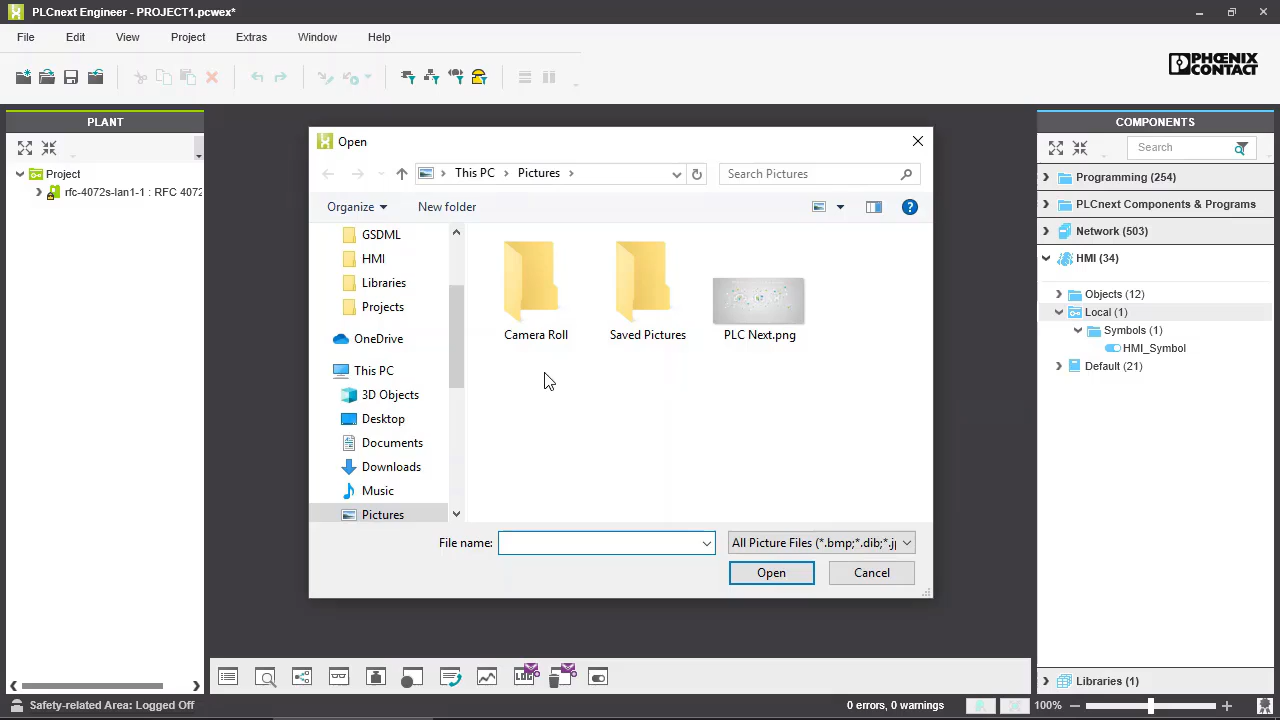 PLCnext Engineer - PROJECT1.pcwex*
File Edit View Project Extras Window Help
PHŒNIX
CONTACT
PLANT
Project
rfc-4072s-lan1-1 : RFC 4072
Open
This PC > Pictures >
Search Pictures
Organize
New folder
GSDML
HMI
Libraries
Projects
OneDrive
This PC
3D Objects
Desktop
Documents
Downloads
Music
Pictures
Camera Roll
Saved Pictures
PLC Next.png
File name:
All Picture Files (*.bmp;*.dib;*.j
Open
Cancel
COMPONENTS
Search
Programming (254)
PLCnext Components & Programs
Network (503)
HMI (34)
Objects (12)
Local (1)
Symbols (1)
HMI_Symbol
Default (21)
Libraries (1)
LOG
Safety-related Area: Logged Off
0 errors, 0 warnings
100%